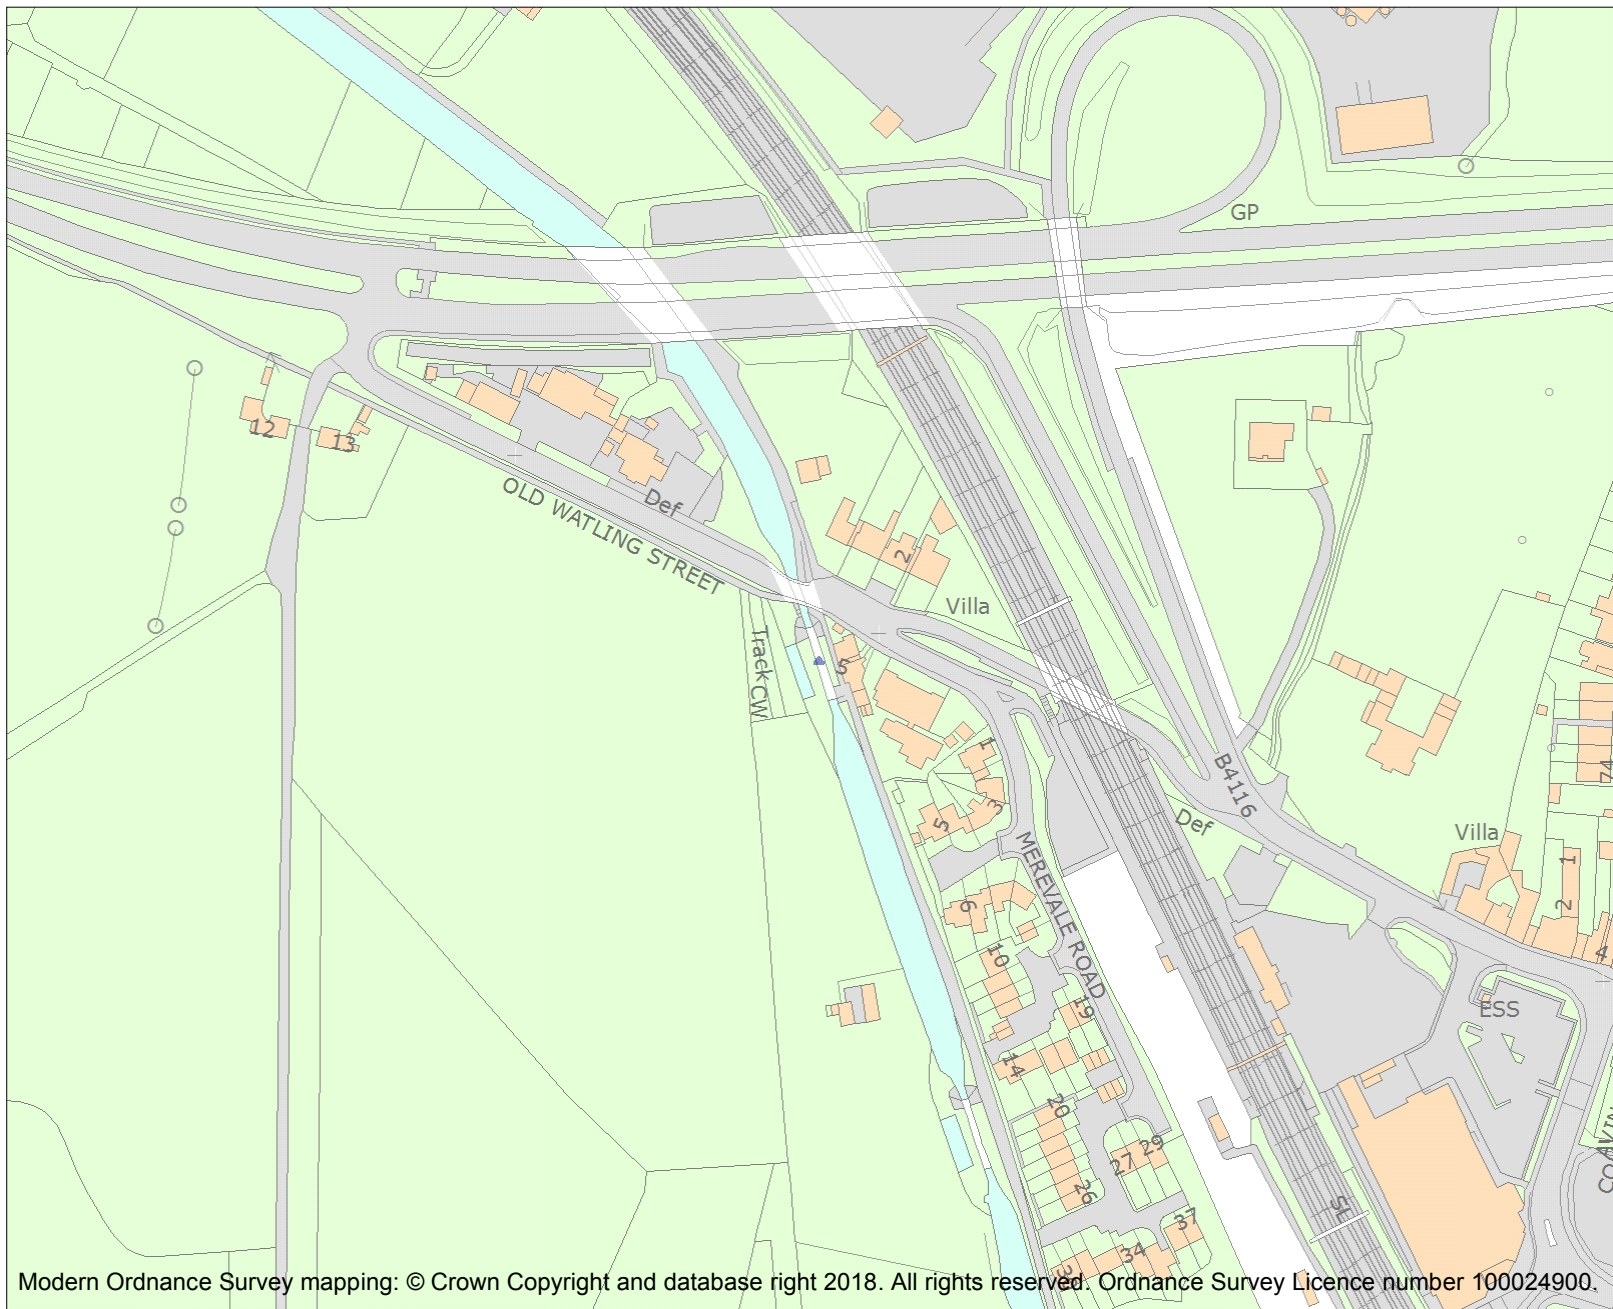 GP
12
13
Def
OLD WATLING STREET
2
Villa
Track
CW
5
1
3
5
MEREVALE ROAD
B4116
Def
Villa
74
1
2
4
6
10
19
ESS
14
20
27
29
26
37
34
SL
Modern Ordnance Survey mapping: © Crown Copyright and database right 2018. All rights reserved. Ordnance Survey Licence number 100024900.